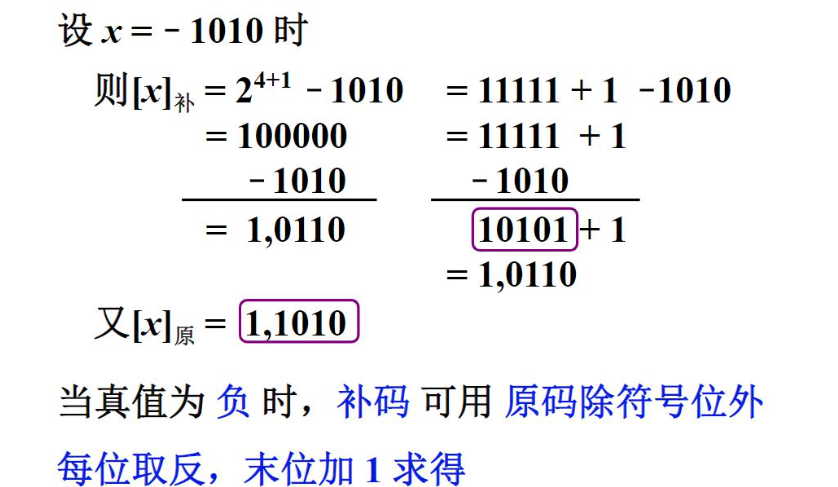 设 x = － 1010 时
则[x]补 = 2^{4+1} － 1010 = 11111 + 1 －1010
= 100000 = 11111 + 1
－ 1010 － 1010
= 1,0110 10101 + 1
= 1,0110
又[x]原 = 1,1010
当真值为 负 时，补码 可用 原码除符号位外
每位取反，末位加 1 求得